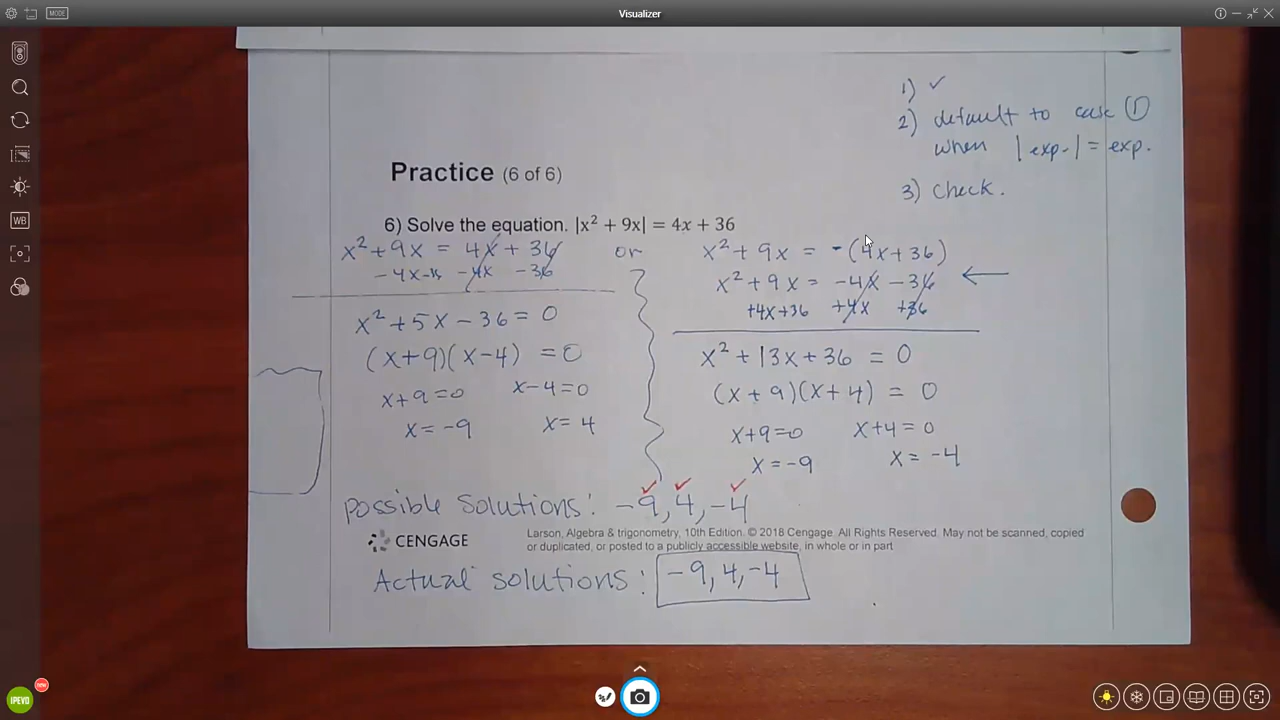 MODE
Visualizer
WB
1) ✓
2) default to case ①
when |exp.| = exp.
3) Check.
Practice (6 of 6)
6) Solve the equation. |x² + 9x| = 4x + 36
x² + 9x = 4x + 36
- 4x - 36 - 4x - 36
x² + 5x - 36 = 0
(x + 9)(x - 4) = 0
x + 9 = 0 x - 4 = 0
x = -9 x = 4
or
x² + 9x = -(4x + 36)
x² + 9x = -4x - 36 ←
+4x+36 +4x +36
x² + 13x + 36 = 0
(x + 9)(x + 4) = 0
x + 9 = 0 x + 4 = 0
x = -9 x = -4
Possible solutions: -9, 4, -4
CENGAGE
Larson, Algebra & trigonometry, 10th Edition. © 2018 Cengage. All Rights Reserved. May not be scanned, copied
or duplicated, or posted to a publicly accessible website, in whole or in part
Actual solutions: -9, 4, -4
IPEVO
new